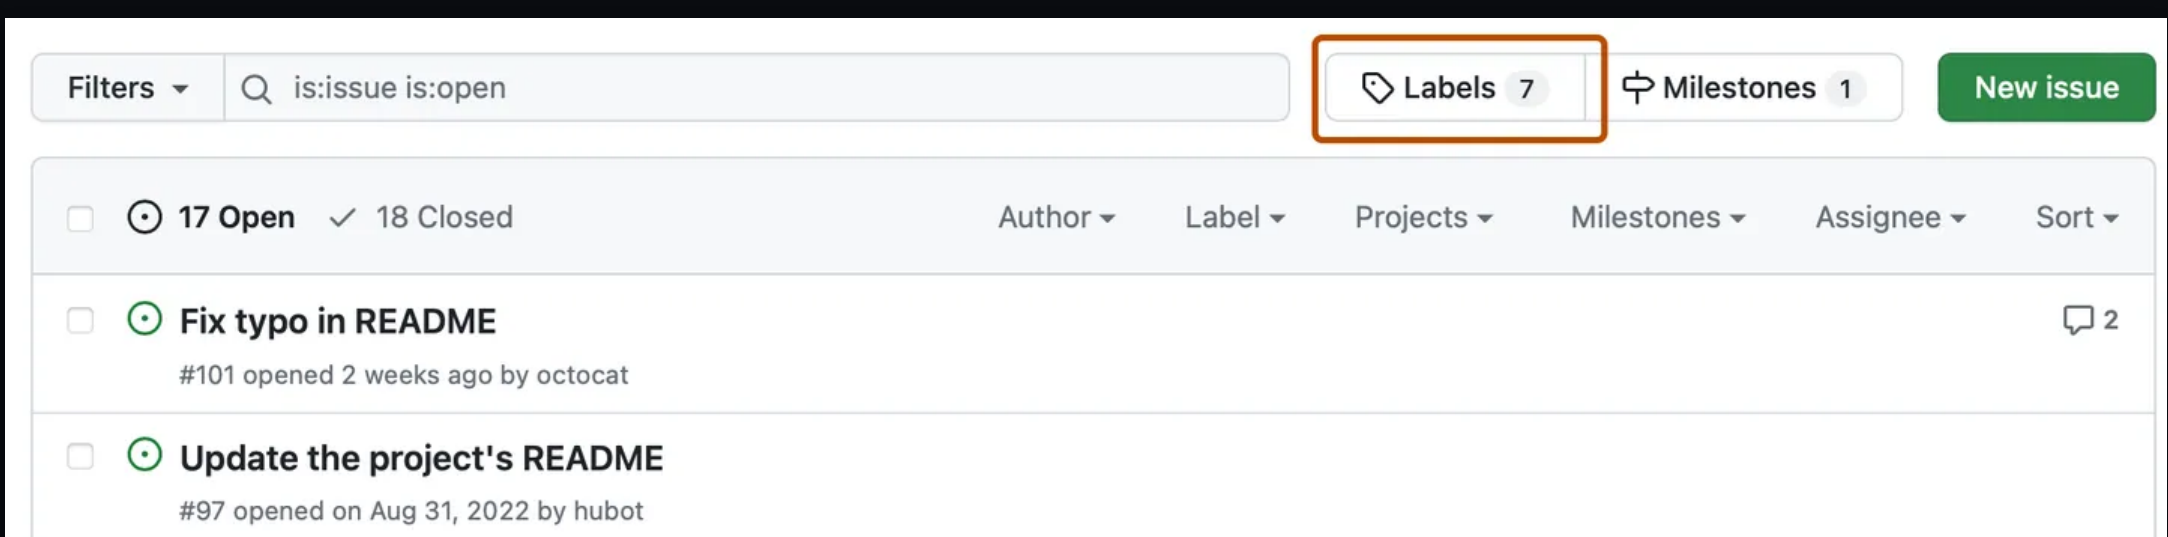 Filters is:issue is:open Labels 7 Milestones 1 New issue
17 Open 18 Closed Author Label Projects Milestones Assignee Sort
Fix typo in README 2
#101 opened 2 weeks ago by octocat
Update the project's README
#97 opened on Aug 31, 2022 by hubot